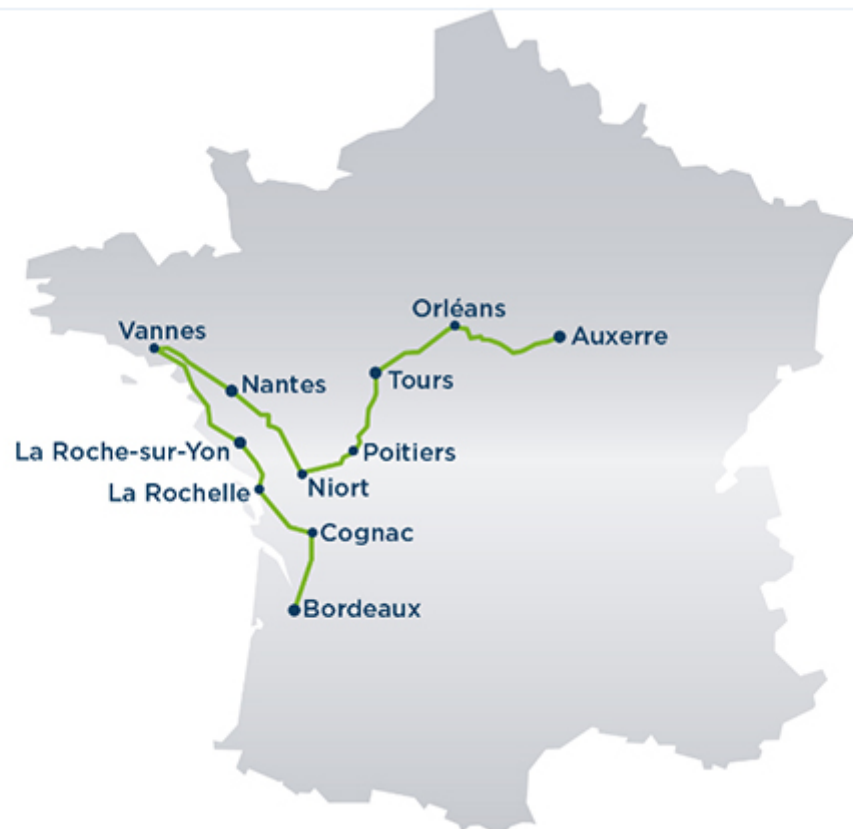 Orléans
Vannes
Auxerre
Nantes
Tours
La Roche-sur-Yon
Poitiers
La Rochelle
Niort
Cognac
Bordeaux